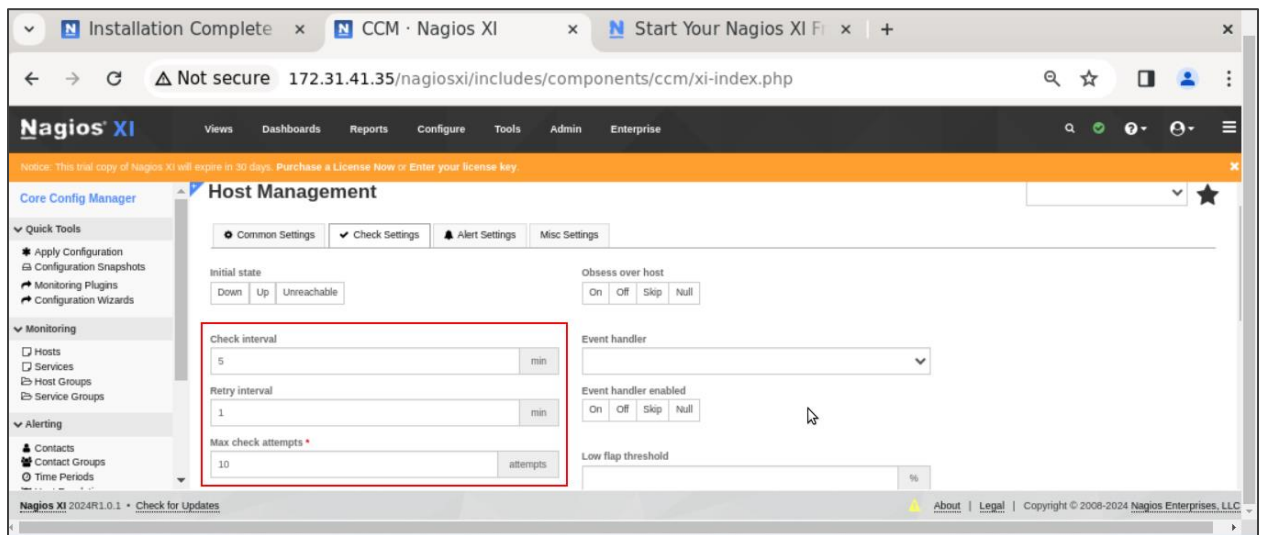 Installation Complete
CCM · Nagios XI
Start Your Nagios XI Fr
Not secure 172.31.41.35/nagiosxi/includes/components/ccm/xi-index.php
Nagios® XI Views Dashboards Reports Configure Tools Admin Enterprise
Notice: This trial copy of Nagios XI will expire in 30 days. Purchase a License Now or Enter your license key.
Core Config Manager
Quick Tools
Apply Configuration
Configuration Snapshots
Monitoring Plugins
Configuration Wizards
Monitoring
Hosts
Services
Host Groups
Service Groups
Alerting
Contacts
Contact Groups
Time Periods
Host Management
Common Settings Check Settings Alert Settings Misc Settings
Initial state
Down Up Unreachable
Obsess over host
On Off Skip Null
Check interval
5 min
Retry interval
1 min
Max check attempts *
10 attempts
Event handler
Event handler enabled
On Off Skip Null
Low flap threshold
%
Nagios XI 2024R1.0.1 • Check for Updates
About | Legal | Copyright © 2008-2024 Nagios Enterprises, LLC